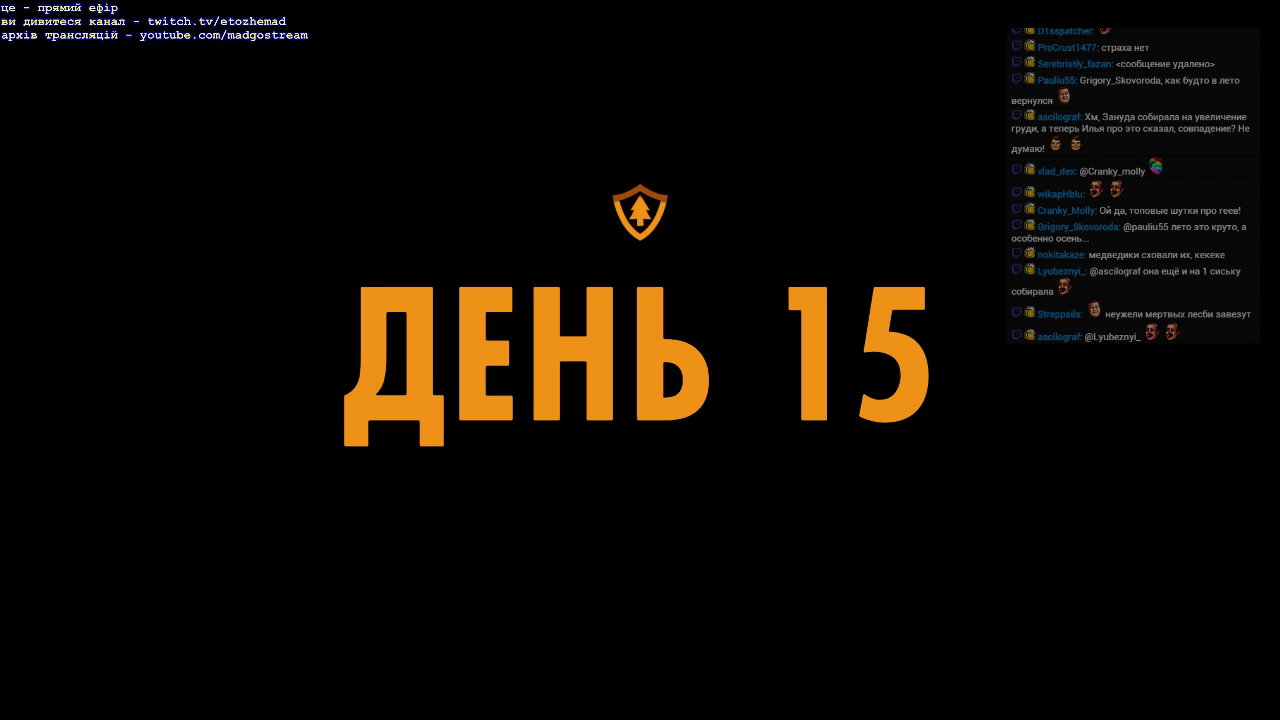 це - прямий ефір
ви дивитеся канал - twitch.tv/etozhemad
архів трансляцій - youtube.com/madgostream
D1sspatcher:
ProCrust1477: страха нет
Serebristiy_fazan: <сообщение удалено>
Pauliu55: Grigory_Skovoroda, как будто в лето
вернулся
ascilograf: Хм, Зануда собирала на увеличение
груди, а теперь Илья про это сказал, совпадение? Не
думаю!
vlad_dex: @Cranky_molly
wikapHblu:
Cranky_Molly: Ой да, топовые шутки про геев!
Grigory_Skovoroda: @pauliu55 лето это круто, а
особенно осень...
nokitakaze: медведики сховали их, кекеке
Lyubeznyi_: @ascilograf она ещё и на 1 сиську
собирала
Streppsils: неужели мертвых лесби завезут
ascilograf: @Lyubeznyi_
ДЕНЬ 15